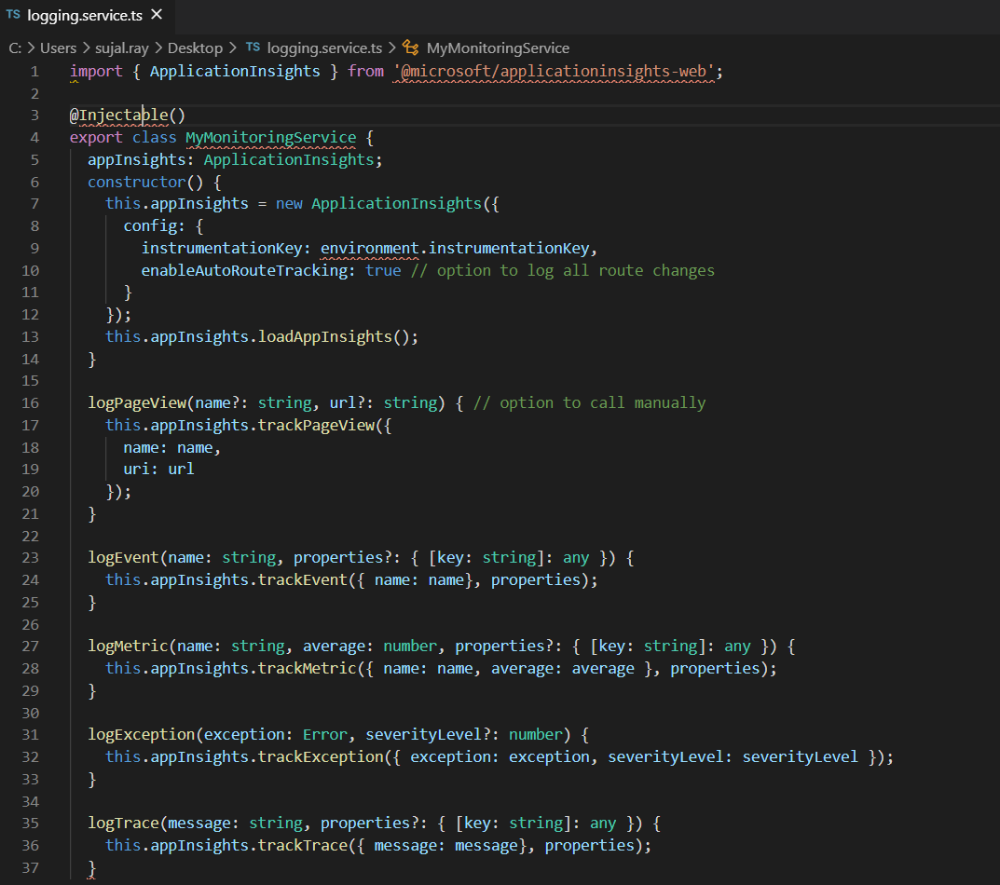 TS logging.service.ts ×
C: > Users > sujal.ray > Desktop > TS logging.service.ts > MyMonitoringService
1 import { ApplicationInsights } from '@microsoft/applicationinsights-web';
2
3 @Injectable()
4 export class MyMonitoringService {
5 appInsights: ApplicationInsights;
6 constructor() {
7 this.appInsights = new ApplicationInsights({
8 config: {
9 instrumentationKey: environment.instrumentationKey,
10 enableAutoRouteTracking: true // option to log all route changes
11 }
12 });
13 this.appInsights.loadAppInsights();
14 }
15
16 logPageView(name?: string, url?: string) { // option to call manually
17 this.appInsights.trackPageView({
18 name: name,
19 uri: url
20 });
21 }
22
23 logEvent(name: string, properties?: { [key: string]: any }) {
24 this.appInsights.trackEvent({ name: name}, properties);
25 }
26
27 logMetric(name: string, average: number, properties?: { [key: string]: any }) {
28 this.appInsights.trackMetric({ name: name, average: average }, properties);
29 }
30
31 logException(exception: Error, severityLevel?: number) {
32 this.appInsights.trackException({ exception: exception, severityLevel: severityLevel });
33 }
34
35 logTrace(message: string, properties?: { [key: string]: any }) {
36 this.appInsights.trackTrace({ message: message}, properties);
37 }